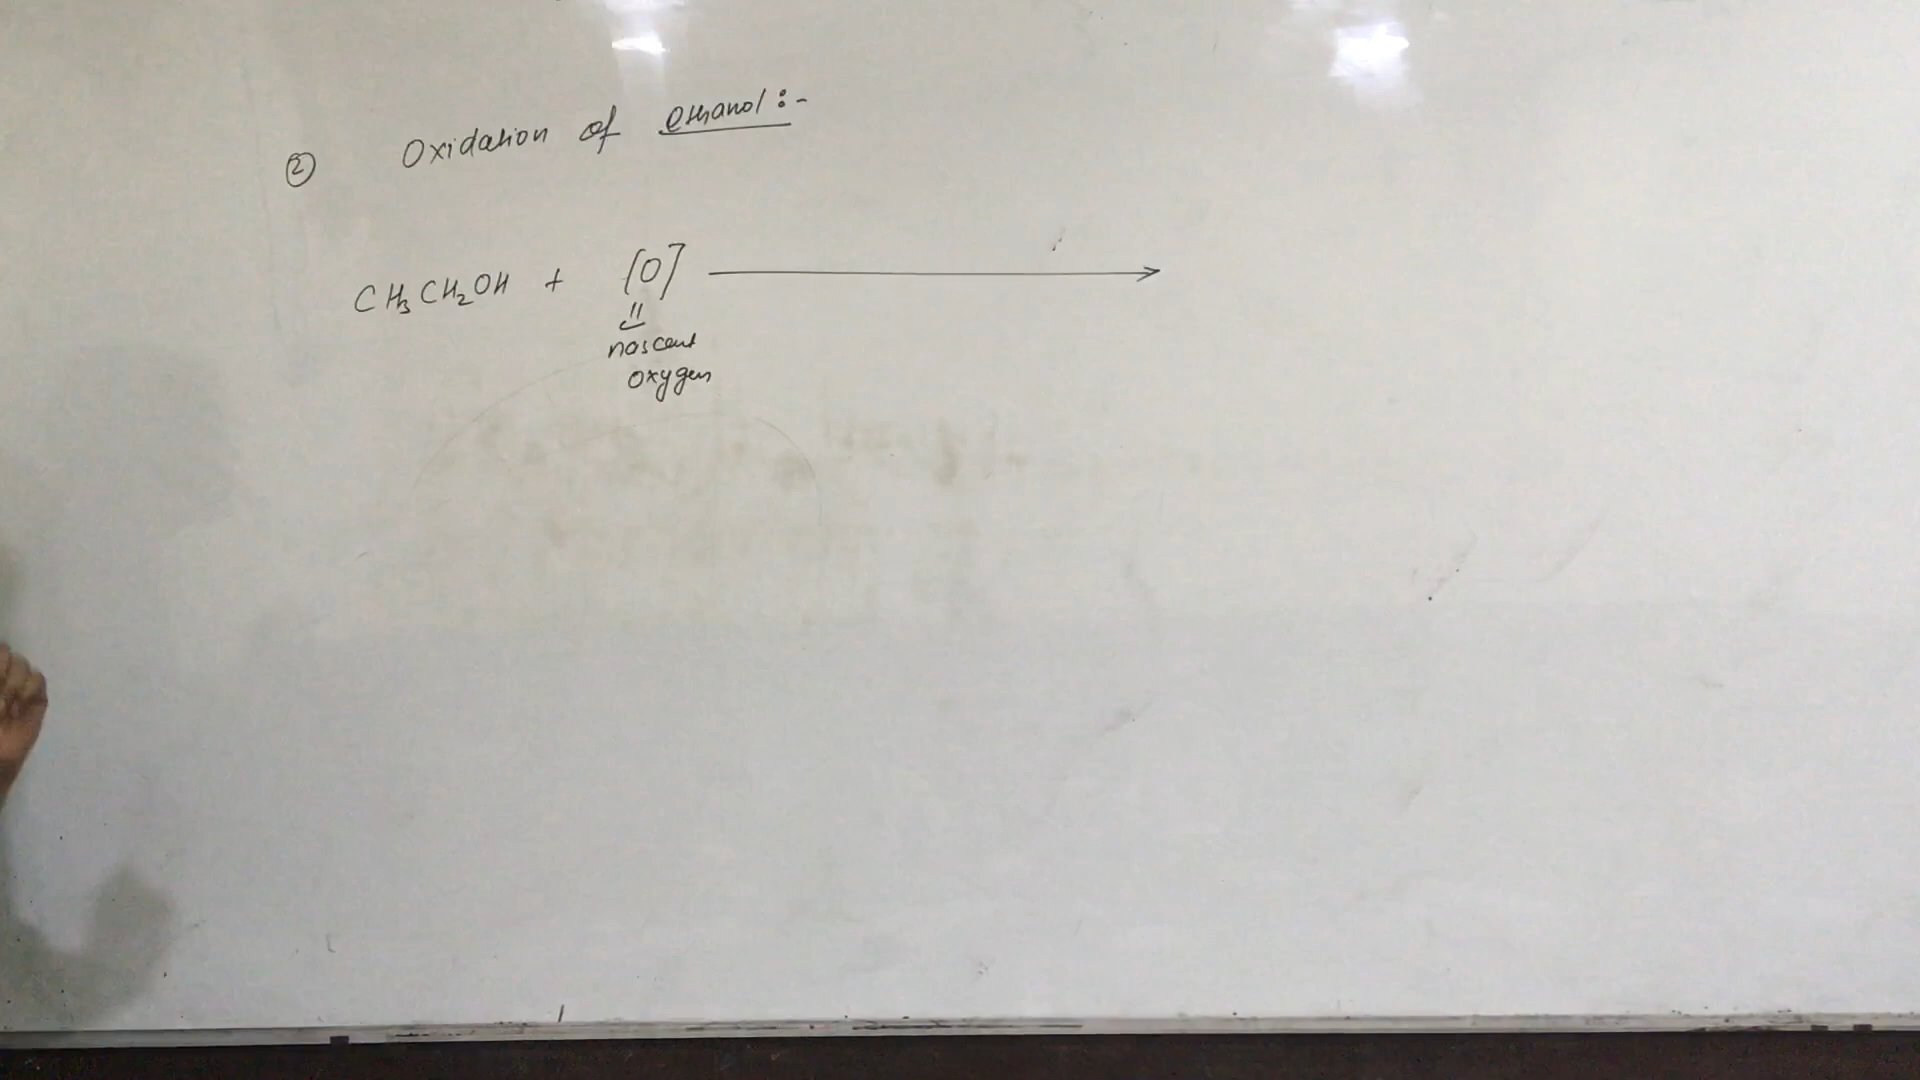 ② Oxidation of ethanol :-
CH₃CH₂OH + [O] ⟶
nascent
oxygen